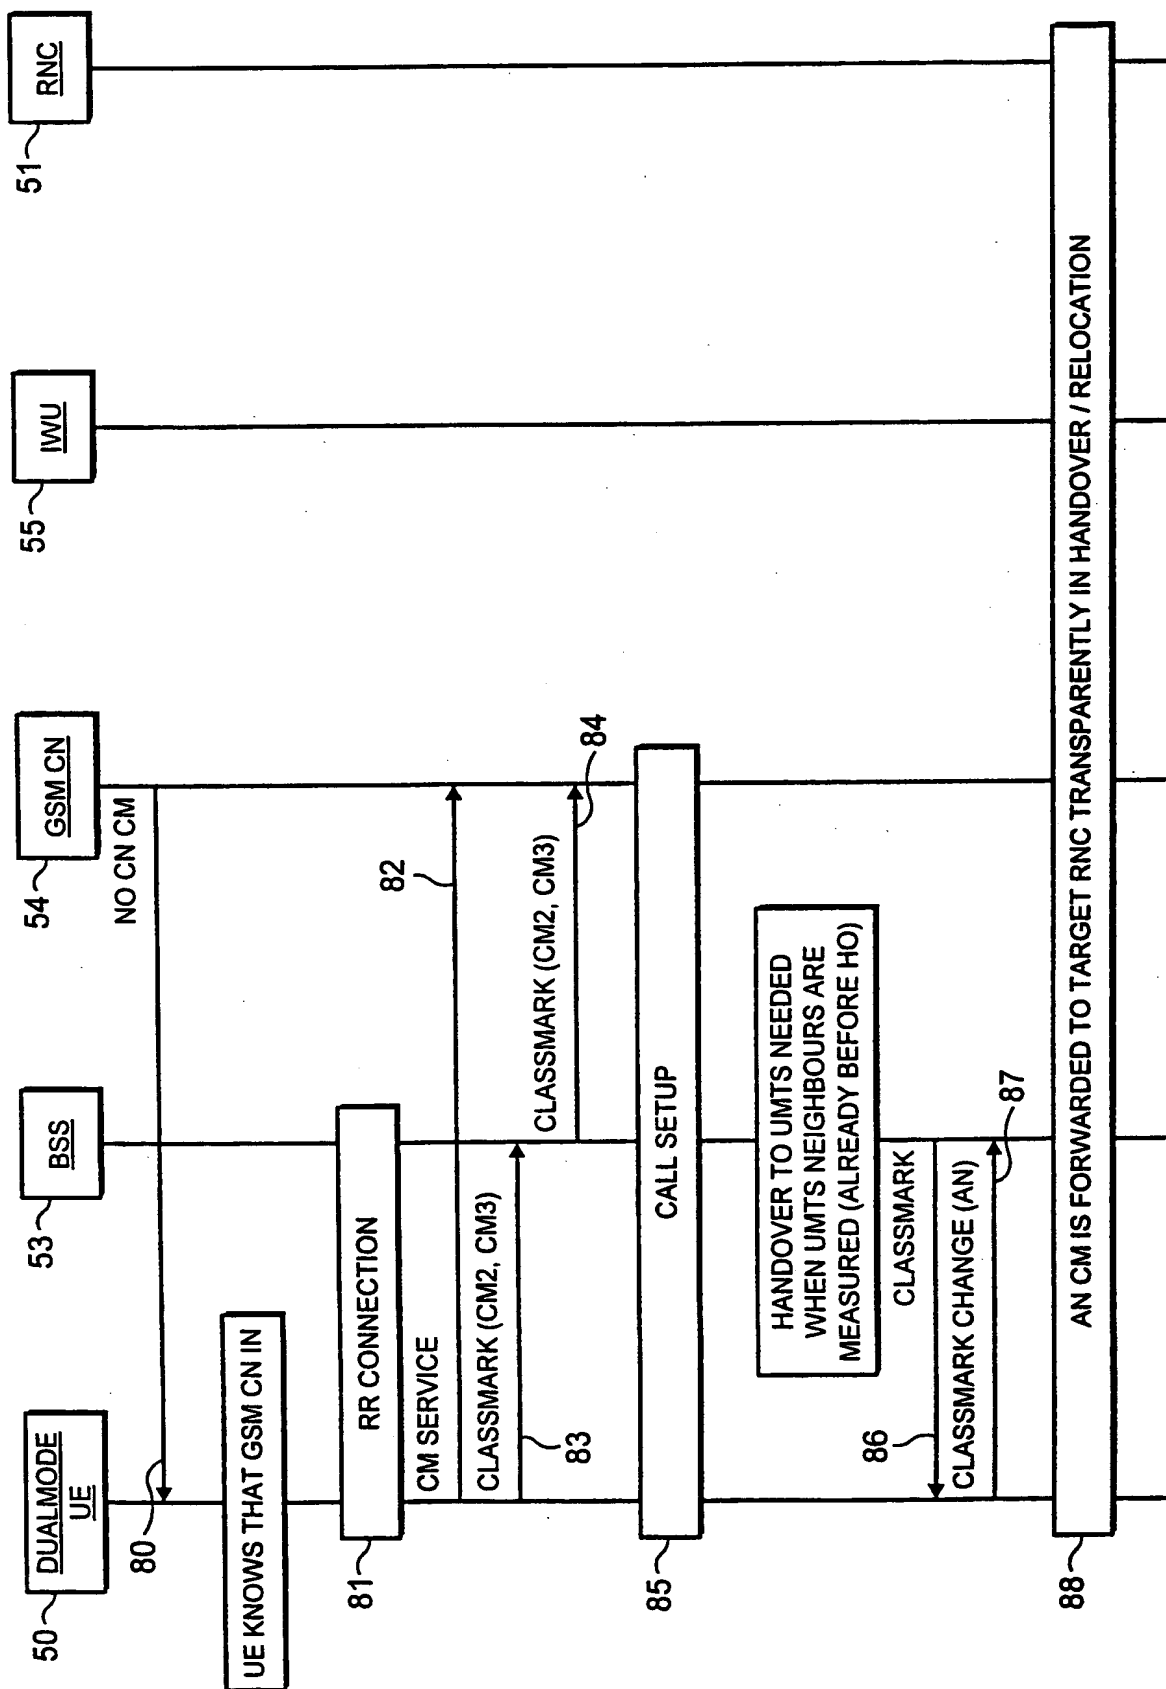 DUALMODE
UE
50
BSS
53
GSM CN
54
IWU
55
RNC
51
NO CN CM
80
UE KNOWS THAT GSM CN IN
RR CONNECTION
81
CM SERVICE
82
CLASSMARK (CM2, CM3)
83
CLASSMARK (CM2, CM3)
84
CALL SETUP
85
HANDOVER TO UMTS NEEDED
WHEN UMTS NEIGHBOURS ARE
MEASURED (ALREADY BEFORE HO)
CLASSMARK
86
CLASSMARK CHANGE (AN)
87
AN CM IS FORWARDED TO TARGET RNC TRANSPARENTLY IN HANDOVER / RELOCATION
88